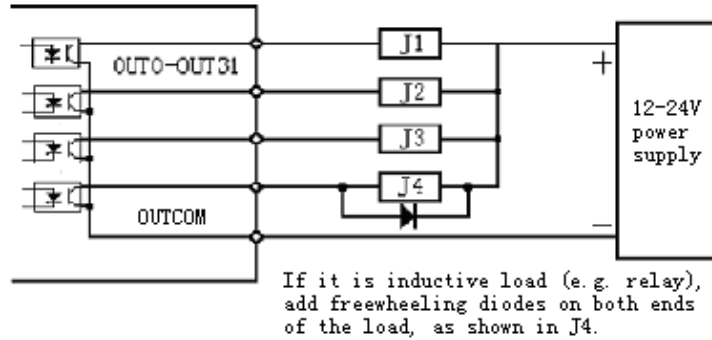 J1
OUT0-OUT31
+
J2
12-24V
power
supply
J3
J4
OUTCOM
−
If it is inductive load (e.g. relay),
add freewheeling diodes on both ends
of the load, as shown in J4.